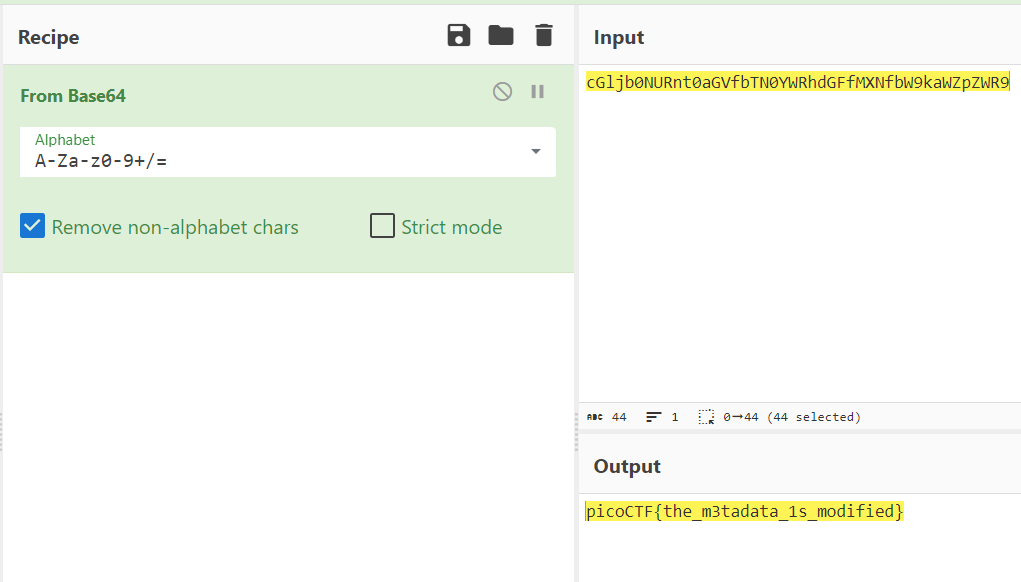 Recipe
From Base64
Alphabet
A-Za-z0-9+/=
Remove non-alphabet chars
Strict mode
Input
cGljb0NURnt0aGVfbTN0YWRhdGFfMXNfbW9kaWZpZWR9
ABC 44 1 0→44 (44 selected)
Output
picoCTF{the_m3tadata_1s_modified}